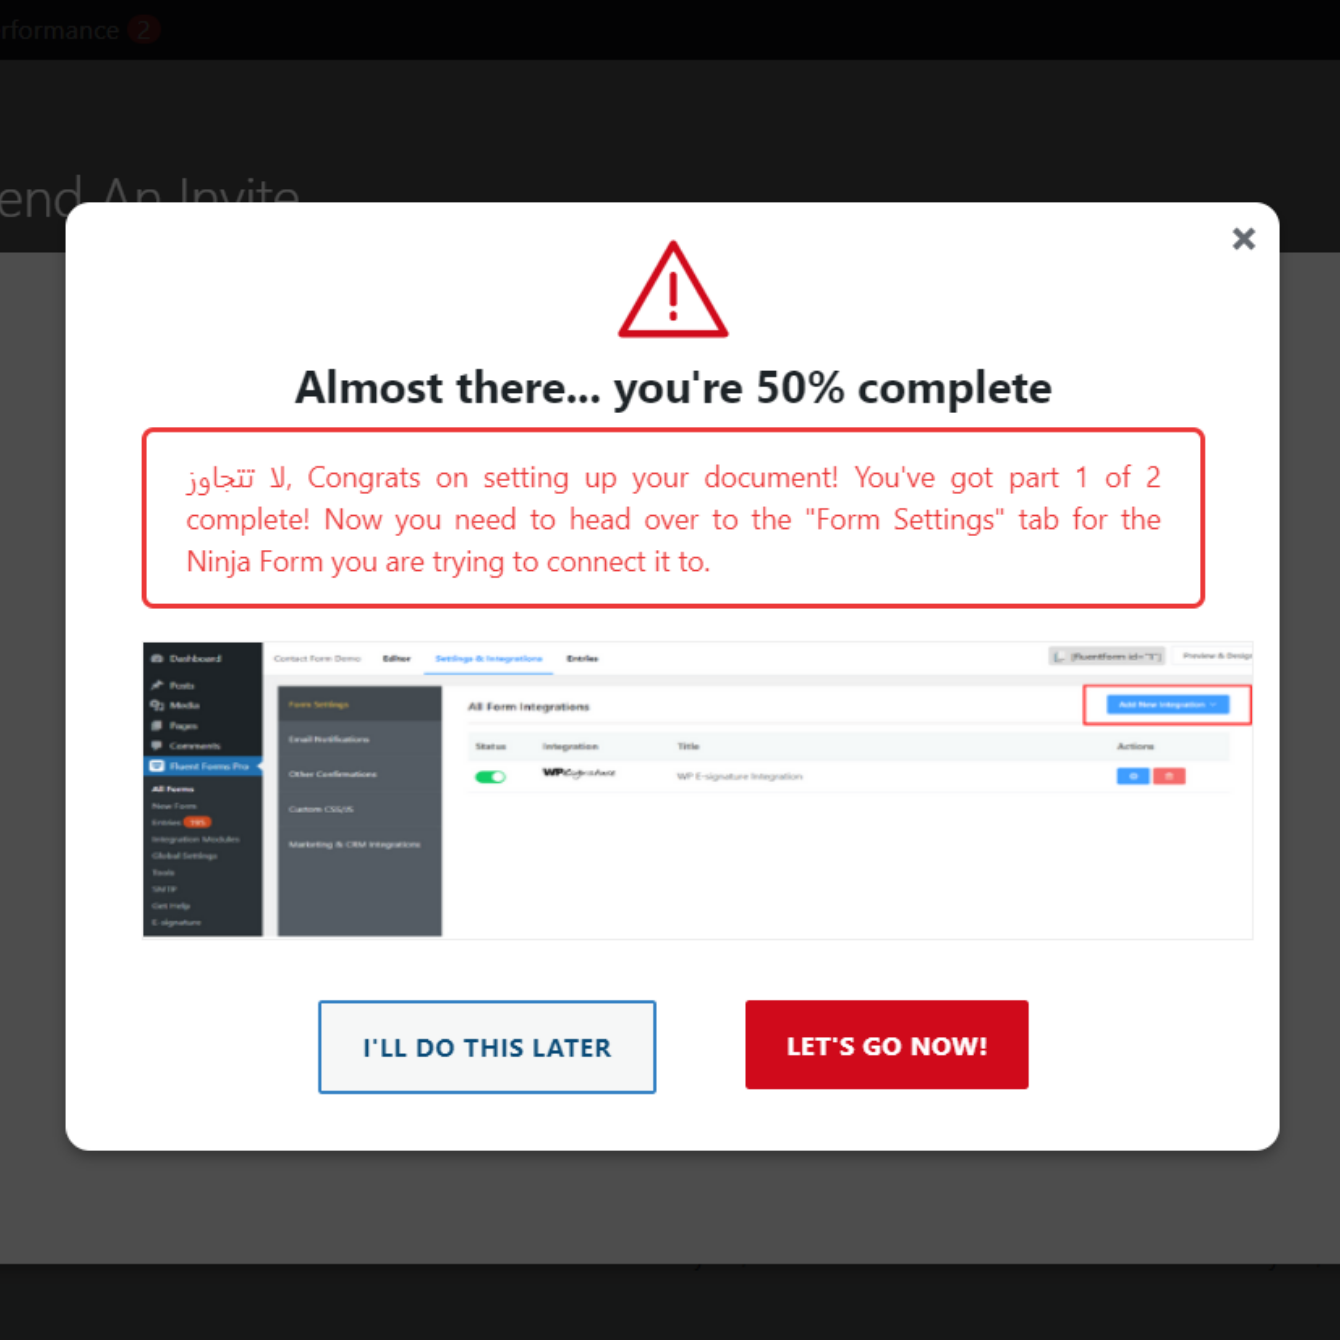 rformance 2
end An Invite
Almost there... you're 50% complete
لا تتجاوز, Congrats on setting up your document! You've got part 1 of 2
complete! Now you need to head over to the "Form Settings" tab for the
Ninja Form you are trying to connect it to.
Dashboard
Posts
Media
Pages
Comments
Fluent Forms Pro
All Forms
New Form
Entries 195
Integration Modules
Global Settings
Tools
SMTP
Get Help
E-signature
Contact Form Demo Editor Settings & Integrations Entries [fluentform id="1"] Preview & Design
Form Settings
Email Notifications
Other Confirmations
Custom CSS/JS
Marketing & CRM Integrations
All Form Integrations Add New Integration
Status Integration Title Actions
WPEsignature WP E-signature Integration
I'LL DO THIS LATER LET'S GO NOW!